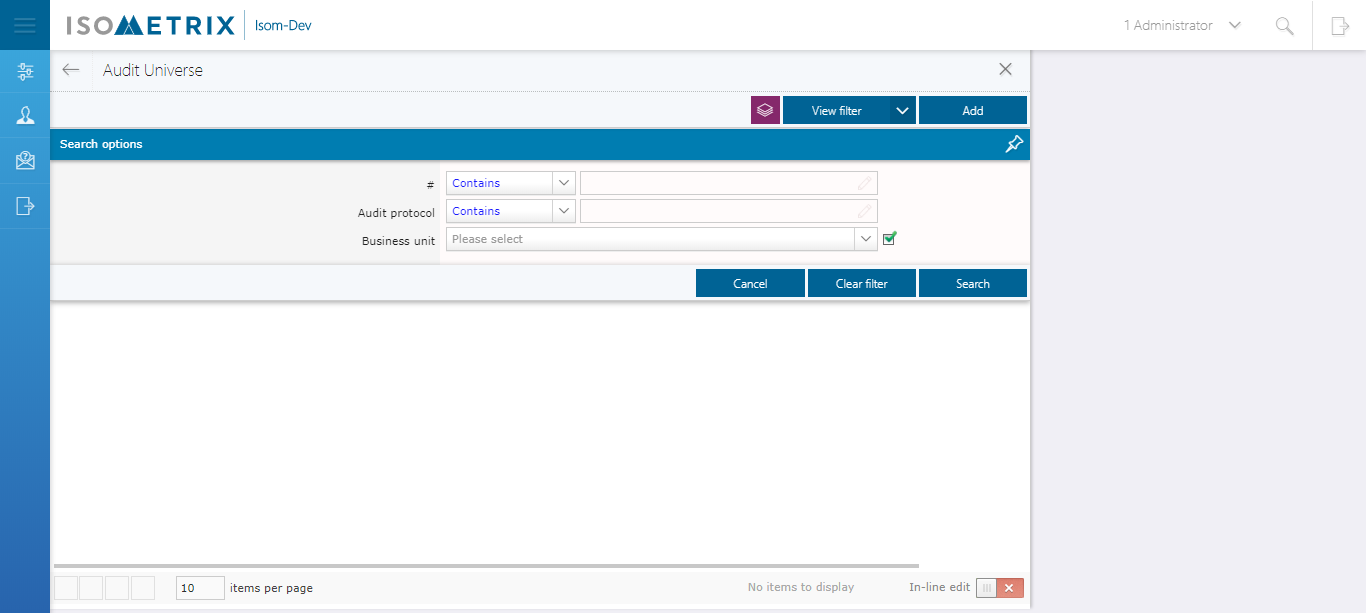 ISOMETRIX Isom-Dev
1 Administrator
Audit Universe
View filter
Add
Search options
# Contains
Audit protocol Contains
Business unit Please select
Cancel
Clear filter
Search
10 items per page
No items to display
In-line edit